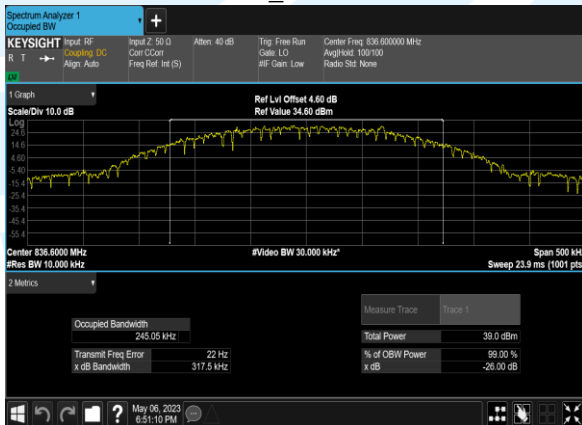 Spectrum Analyzer 1
Occupied BW
KEYSIGHT
R T
Input: RF
Coupling: DC
Align: Auto
Input Z: 50 Ω
Corr CCorr
Freq Ref: Int (S)
Atten: 40 dB
Trig: Free Run
Gate: LO
#IF Gain: Low
Center Freq: 836.600000 MHz
Avg|Hold: 100/100
Radio Std: None
1 Graph
Scale/Div 10.0 dB
Ref Lvl Offset 4.60 dB
Ref Value 34.60 dBm
Log
24.6
14.6
4.60
-5.40
-15.4
-25.4
-35.4
-45.4
-55.4
Center 836.6000 MHz
#Video BW 30.000 kHz*
Span 500 kHz
#Res BW 10.000 kHz
Sweep 23.9 ms (1001 pts
2 Metrics
Measure Trace Trace 1
Occupied Bandwidth
245.05 kHz
Total Power 39.0 dBm
Transmit Freq Error 22 Hz
% of OBW Power 99.00 %
x dB Bandwidth 317.5 kHz
x dB -26.00 dB
?
May 06, 2023
6:51:10 PM